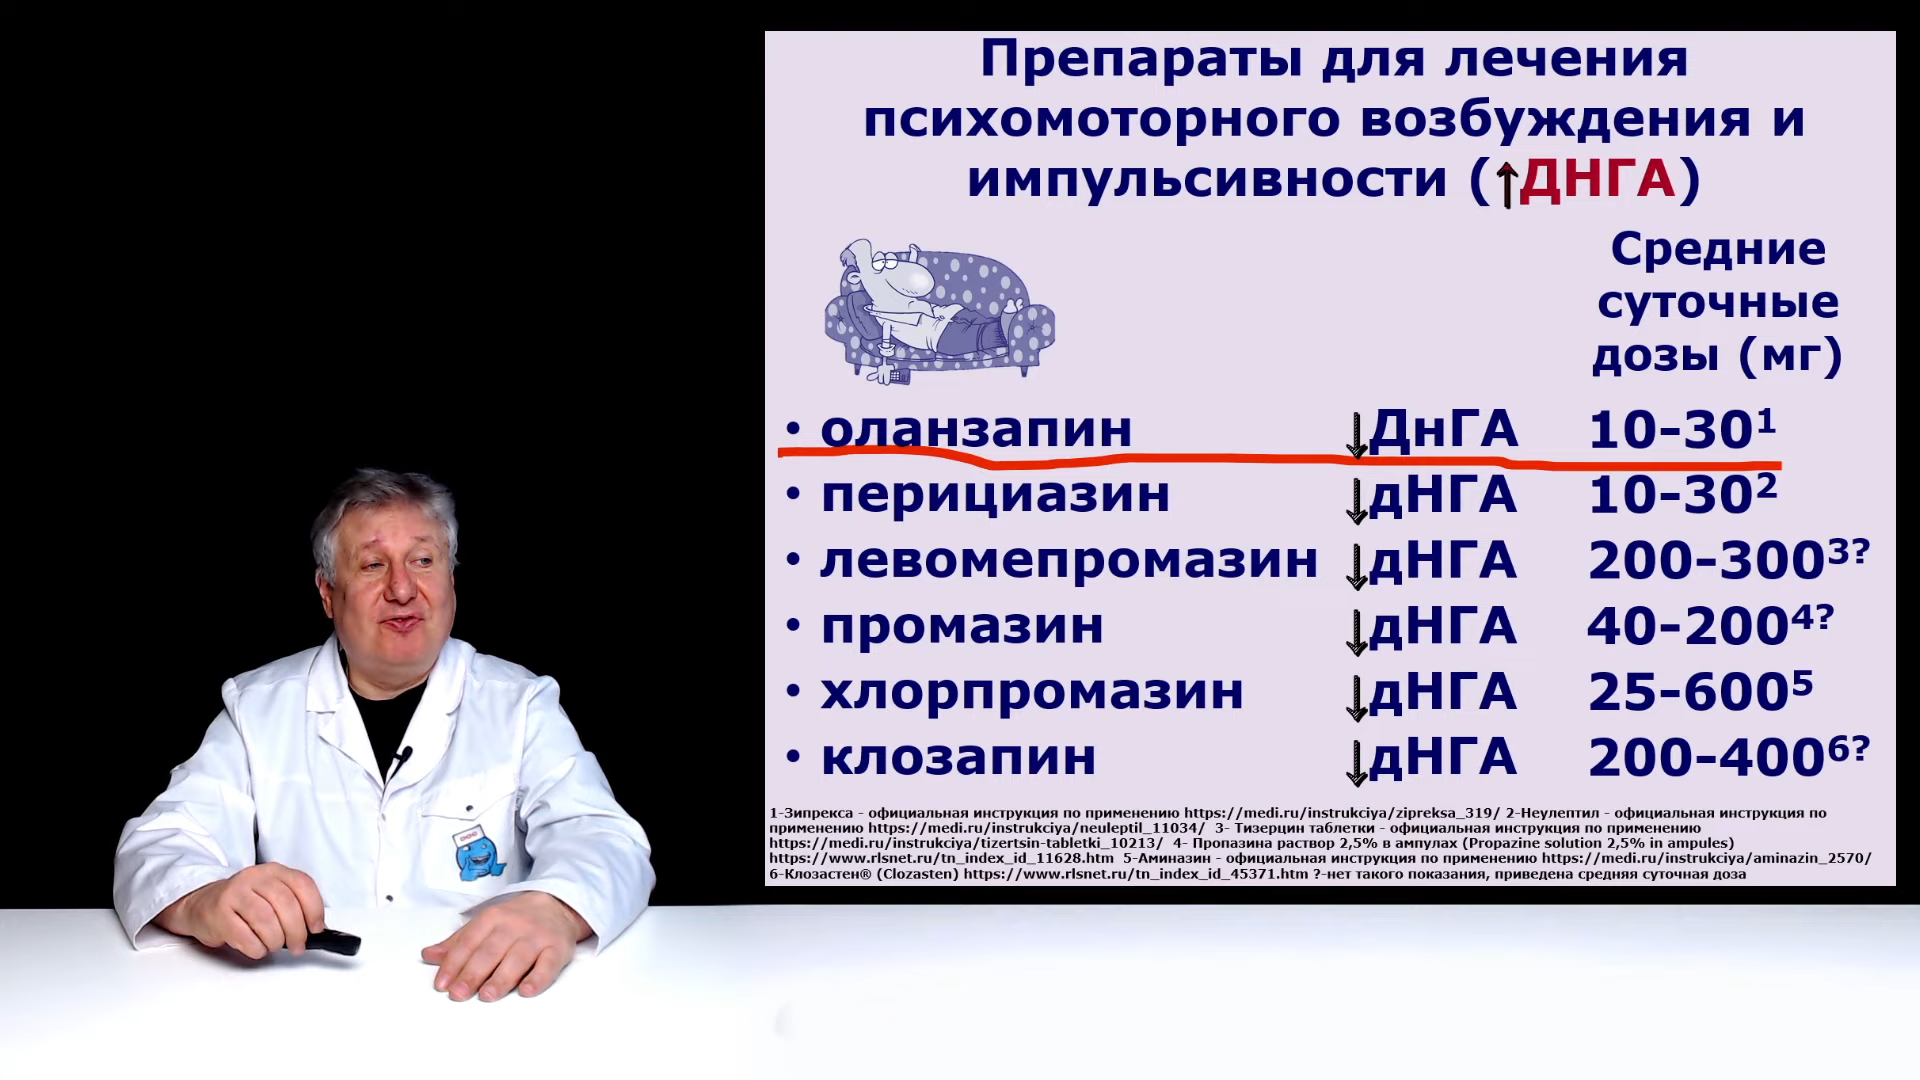 Препараты для лечения
психомоторного возбуждения и
импульсивности (↑ДНГА)
Средние
суточные
дозы (мг)
• оланзапин ↓ДнГА 10-30¹
• перициазин ↓дНГА 10-30²
• левомепромазин ↓дНГА 200-300³?
• промазин ↓дНГА 40-200⁴?
• хлорпромазин ↓дНГА 25-600⁵
• клозапин ↓дНГА 200-400⁶?
1-Зипрекса - официальная инструкция по применению https://medi.ru/instrukciya/zipreksa_319/ 2-Неулептил - официальная инструкция по
применению https://medi.ru/instrukciya/neuleptil_11034/ 3- Тизерцин таблетки - официальная инструкция по применению
https://medi.ru/instrukciya/tizertsin-tabletki_10213/ 4- Пропазина раствор 2,5% в ампулах (Propazine solution 2,5% in ampules)
https://www.rlsnet.ru/tn_index_id_11628.htm 5-Аминазин - официальная инструкция по применению https://medi.ru/instrukciya/aminazin_2570/
6-Клозастен® (Clozasten) https://www.rlsnet.ru/tn_index_id_45371.htm ?-нет такого показания, приведена средняя суточная доза